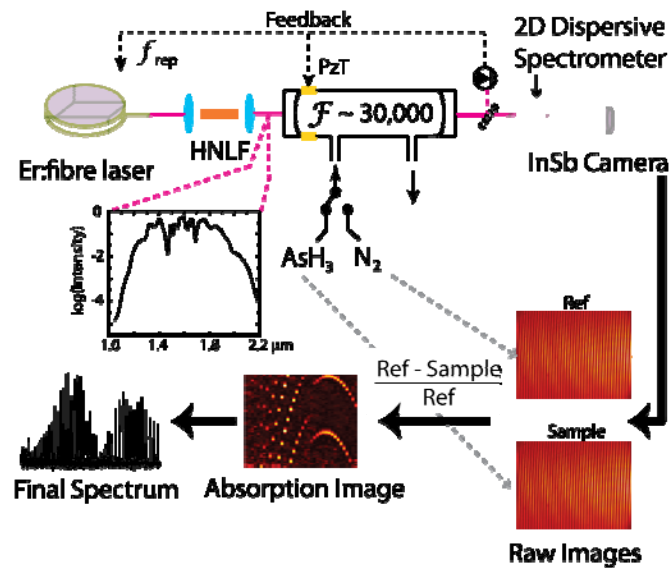 Feedback
2D Dispersive
Spectrometer
f rep
PzT
F ~ 30,000
HNLF
Er:fibre laser
InSb Camera
0
-2
-4
log(Intensity)
1.0 1.4 1.8 2.2 μm
AsH3 N2
Ref
Ref - Sample
Ref
Sample
Final Spectrum
Absorption Image
Raw Images